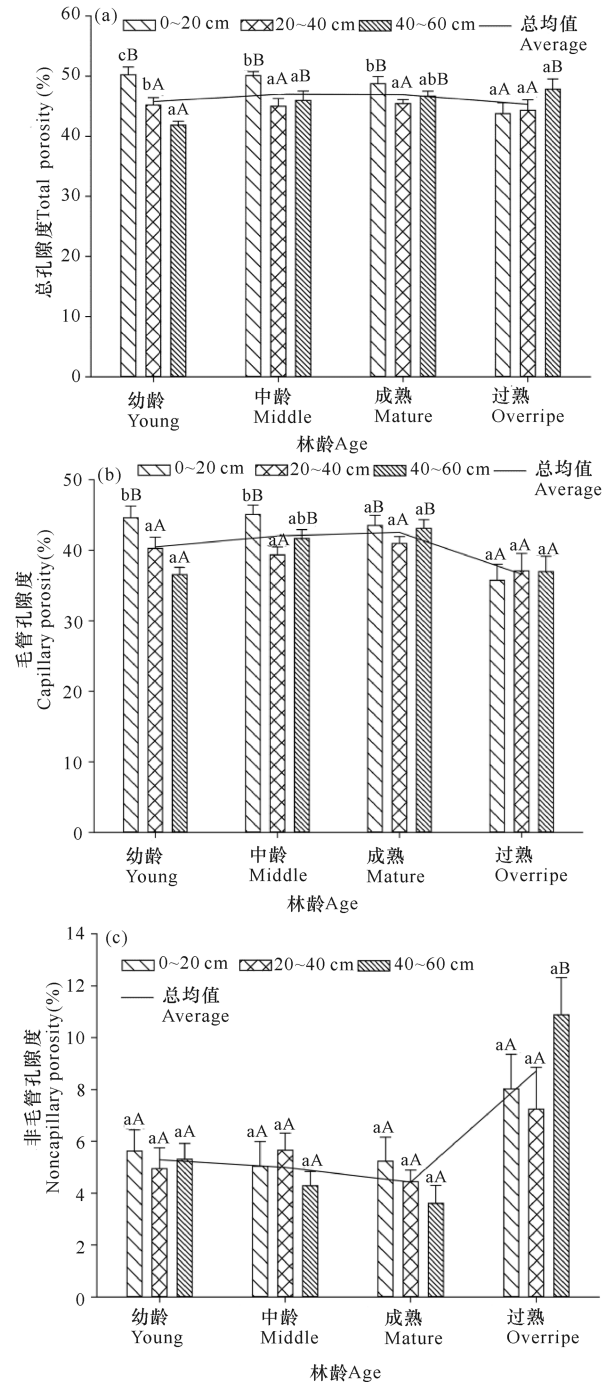 (a)
0~20 cm 20~40 cm 40~60 cm 总均值
Average
总孔隙度Total porosity (%)
60
50
40
30
20
10
0
cB bA aA bB aA aB bB aA abB aA aA aB
幼龄 中龄 成熟 过熟
Young Middle Mature Overripe
林龄Age
(b)
0~20 cm 20~40 cm 40~60 cm 总均值
Average
毛管孔隙度
Capillary porosity(%)
50
40
30
20
10
0
bB aA aA bB aA abB aB aA aB aA aA aA
幼龄 中龄 成熟 过熟
Young Middle Mature Overripe
林龄Age
(c)
0~20 cm 20~40 cm 40~60 cm
总均值
Average
非毛管孔隙度
Noncapillary porosity(%)
14
12
10
8
6
4
2
0
aA aA aA aA aA aA aA aA aA aA aA aB
幼龄 中龄 成熟 过熟
Young Middle Mature Overripe
林龄Age